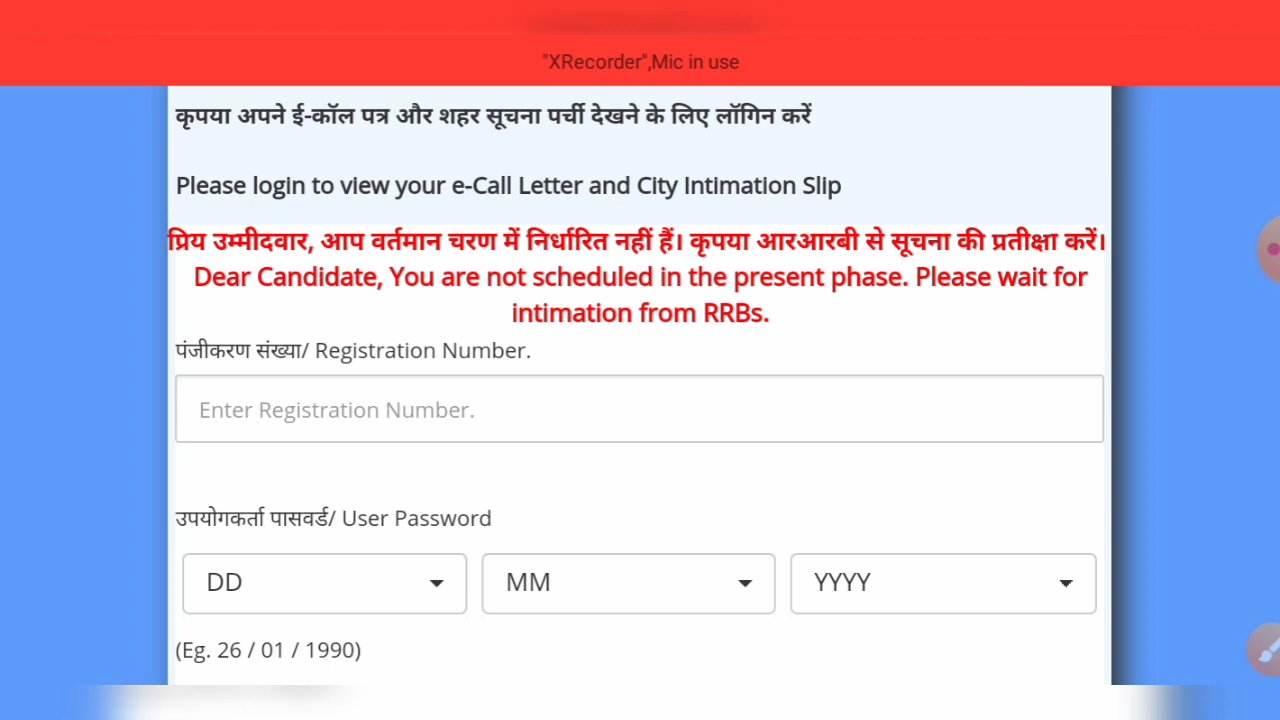 "XRecorder",Mic in use
कृपया अपने ई-कॉल पत्र और शहर सूचना पर्ची देखने के लिए लॉगिन करें
Please login to view your e-Call Letter and City Intimation Slip
प्रिय उम्मीदवार, आप वर्तमान चरण में निर्धारित नहीं हैं। कृपया आरआरबी से सूचना की प्रतीक्षा करें।
Dear Candidate, You are not scheduled in the present phase. Please wait for
intimation from RRBs.
पंजीकरण संख्या/ Registration Number.
Enter Registration Number.
उपयोगकर्ता पासवर्ड/ User Password
DD MM YYYY
(Eg. 26 / 01 / 1990)